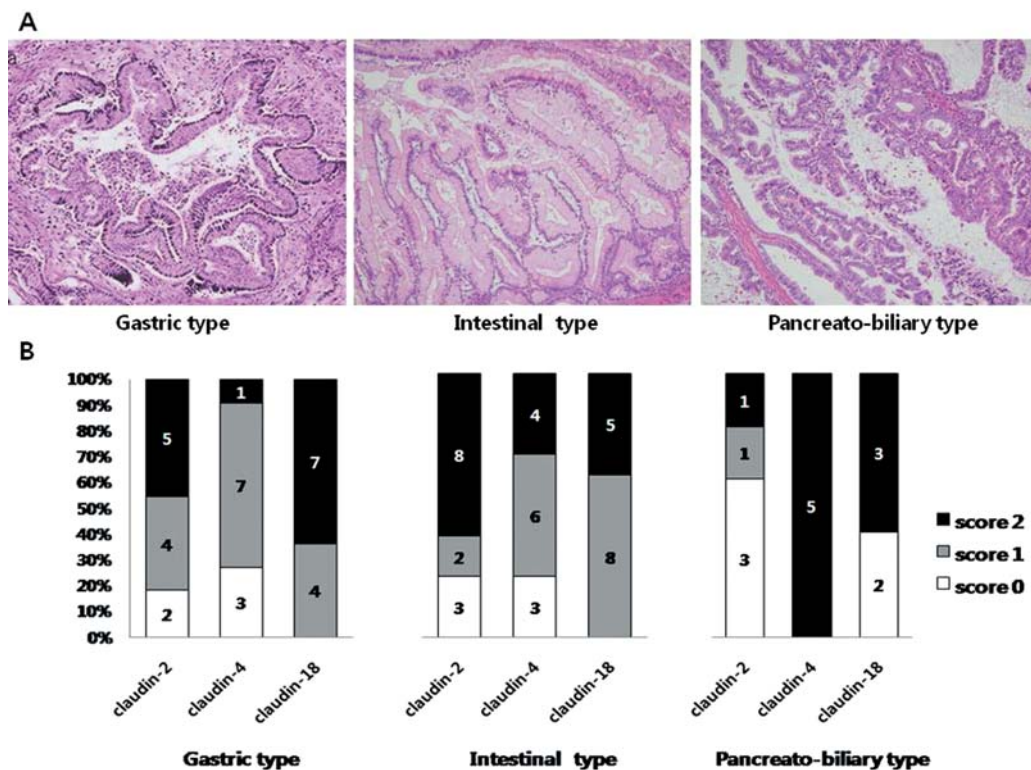 A
Gastric type
Intestinal type
Pancreato-biliary type
B
100%
90%
80%
70%
60%
50%
40%
30%
20%
10%
0%
5
4
2
1
7
3
7
4
8
2
3
4
6
3
5
8
1
1
3
5
3
2
score 2
score 1
score 0
claudin-2
claudin-4
claudin-18
claudin-2
claudin-4
claudin-18
claudin-2
claudin-4
claudin-18
Gastric type
Intestinal type
Pancreato-biliary type